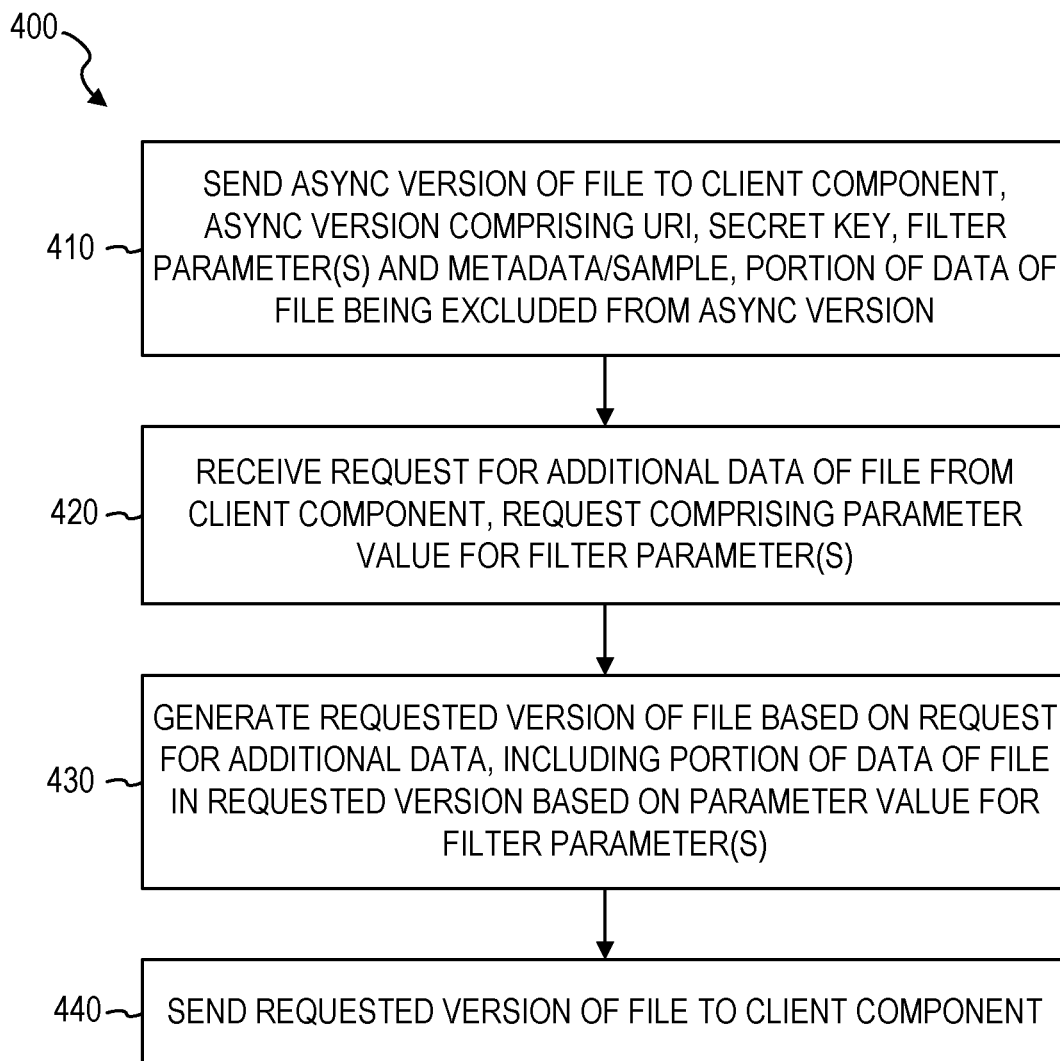 400
410
SEND ASYNC VERSION OF FILE TO CLIENT COMPONENT,
ASYNC VERSION COMPRISING URI, SECRET KEY, FILTER
PARAMETER(S) AND METADATA/SAMPLE, PORTION OF DATA OF
FILE BEING EXCLUDED FROM ASYNC VERSION
420
RECEIVE REQUEST FOR ADDITIONAL DATA OF FILE FROM
CLIENT COMPONENT, REQUEST COMPRISING PARAMETER
VALUE FOR FILTER PARAMETER(S)
430
GENERATE REQUESTED VERSION OF FILE BASED ON REQUEST
FOR ADDITIONAL DATA, INCLUDING PORTION OF DATA OF FILE
IN REQUESTED VERSION BASED ON PARAMETER VALUE FOR
FILTER PARAMETER(S)
440
SEND REQUESTED VERSION OF FILE TO CLIENT COMPONENT